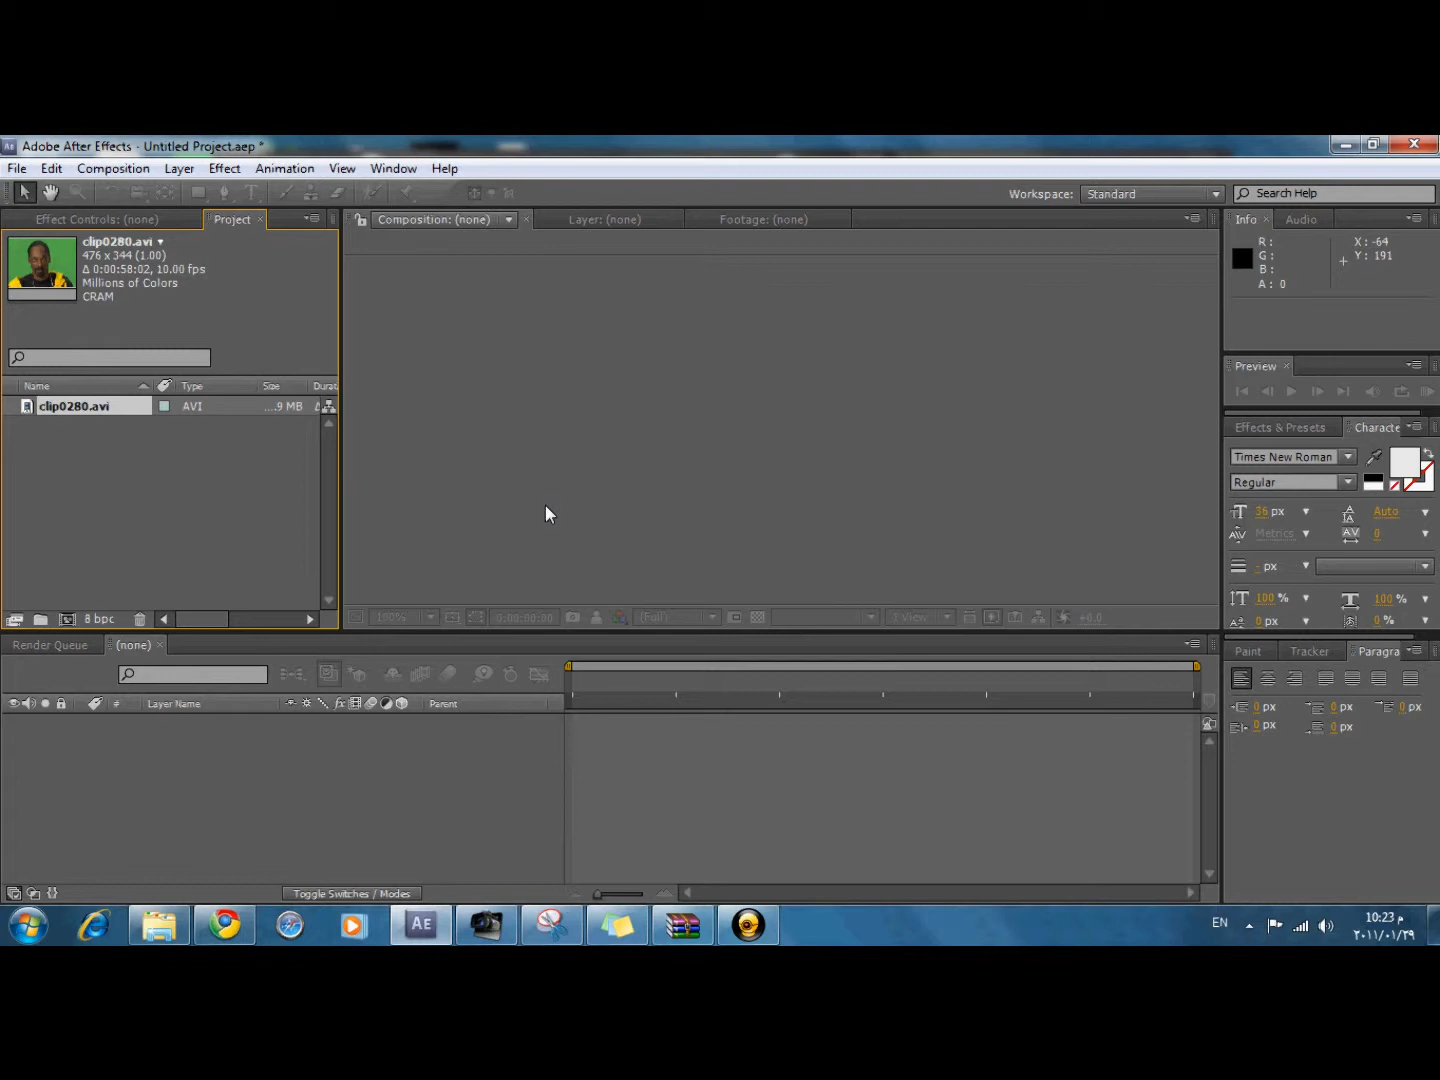 Adobe After Effects - Untitled Project.aep *
File Edit Composition Layer Effect Animation View Window Help
Workspace: Standard Search Help
Effect Controls: (none) Project Composition: (none) Layer: (none) Footage: (none) Info Audio
clip0280.avi
476 x 344 (1.00)
Δ 0:00:58:02, 10.00 fps
Millions of Colors
CRAM
R :
G :
B :
A : 0
X : -64
Y : 191
Preview
Name Type Size Durat
clip0280.avi AVI ....9 MB
Effects & Presets Characte
Times New Roman
Regular
36 px Auto
Metrics 0
- px
100 % 100 %
0 px 0 %
8 bpc
100% 0:00:00:00 (Full) 1 View +0.0
Render Queue (none)
Paint Tracker Paragra
# Layer Name fx Parent
0 px 0 px 0 px
0 px 0 px
Toggle Switches / Modes
AE
EN
10:23 م
٢٠١١/٠١/٢٩